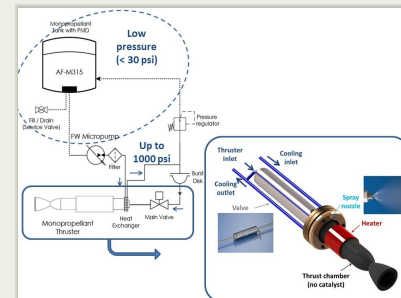 Monopropellant
Tank with PMD
Low
pressure
(< 30 psi)
AF-M315
Fill / Drain
(Service Valve)
FW Micropump
Filter
Up to
1000 psi
Pressure
regulator
Burst
Disk
Monopropellant
Thruster
Heat
Exchanger
Main Valve
Thruster
Inlet
Cooling
inlet
Cooling
outlet
Valve
Spray
nozzle
Heater
Thrust chamber
(no catalyst)